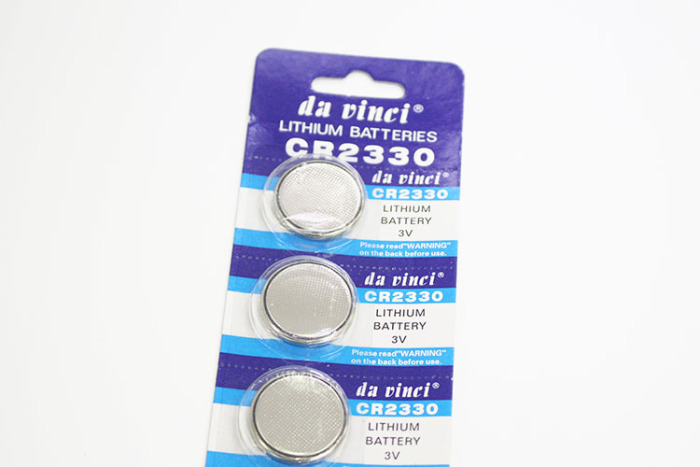 da vinci®
LITHIUM BATTERIES
CR2330
da vinci®
CR2330
LITHIUM
BATTERY
3V
Please read"WARNING"
on the back before use.
da vinci®
CR2330
LITHIUM
BATTERY
3V
Please read"WARNING"
on the back before use.
da vinci®
CR2330
LITHIUM
BATTERY
3V